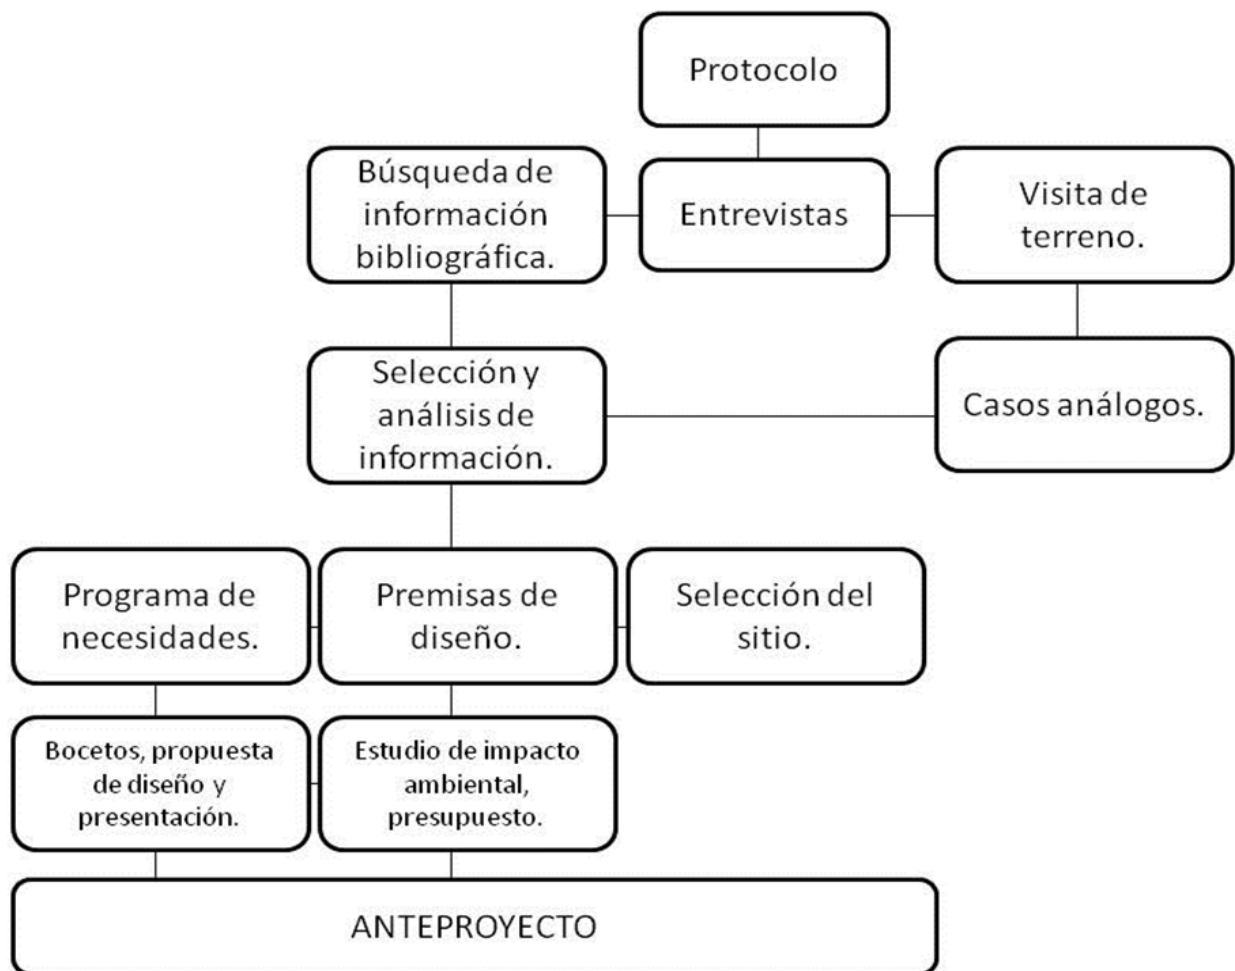 Protocolo
Búsqueda de
información
bibliográfica.
Entrevistas
Visita de
terreno.
Selección y
análisis de
información.
Casos análogos.
Programa de
necesidades.
Premisas de
diseño.
Selección del
sitio.
Bocetos, propuesta
de diseño y
presentación.
Estudio de impacto
ambiental,
presupuesto.
ANTEPROYECTO